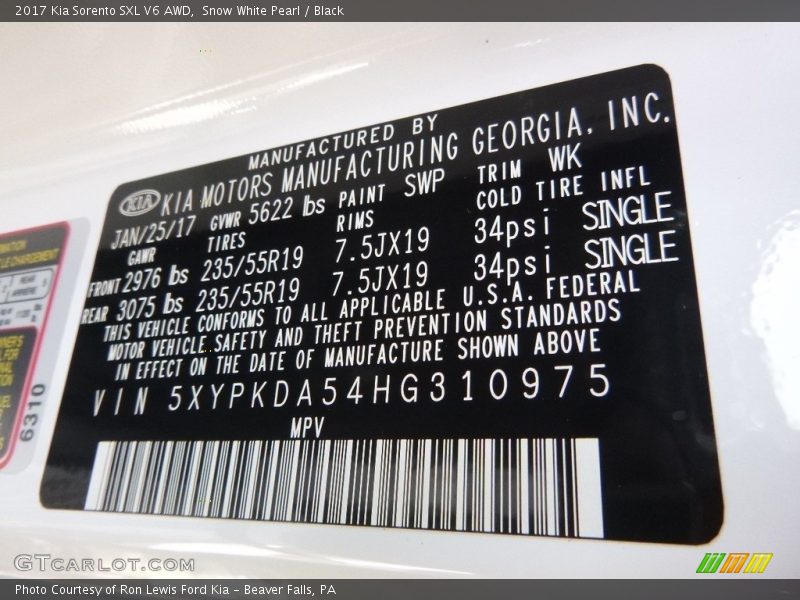 2017 Kia Sorento SXL V6 AWD, Snow White Pearl / Black
MANUFACTURED BY
KIA KIA MOTORS MANUFACTURING GEORGIA, INC.
JAN/25/17 GVWR 5622 lbs PAINT SWP TRIM WK
GAWR TIRES RIMS COLD TIRE INFL
FRONT 2976 lbs 235/55R19 7.5JX19 34psi SINGLE
REAR 3075 lbs 235/55R19 7.5JX19 34psi SINGLE
THIS VEHICLE CONFORMS TO ALL APPLICABLE U.S.A. FEDERAL
MOTOR VEHICLE SAFETY AND THEFT PREVENTION STANDARDS
IN EFFECT ON THE DATE OF MANUFACTURE SHOWN ABOVE
VIN 5XYPKDA54HG310975
MPV
6310
GTCARLOT.COM
Photo Courtesy of Ron Lewis Ford Kia - Beaver Falls, PA